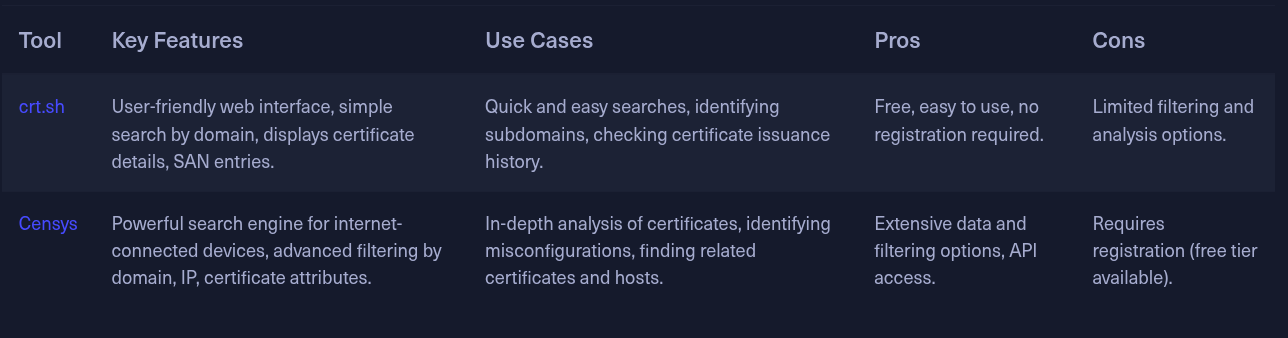 Tool Key Features Use Cases Pros Cons
crt.sh User-friendly web interface, simple Quick and easy searches, identifying Free, easy to use, no Limited filtering and
search by domain, displays certificate subdomains, checking certificate issuance registration required. analysis options.
details, SAN entries. history.
Censys Powerful search engine for internet- In-depth analysis of certificates, identifying Extensive data and Requires
connected devices, advanced filtering by misconfigurations, finding related filtering options, API registration (free tier
domain, IP, certificate attributes. certificates and hosts. access. available).